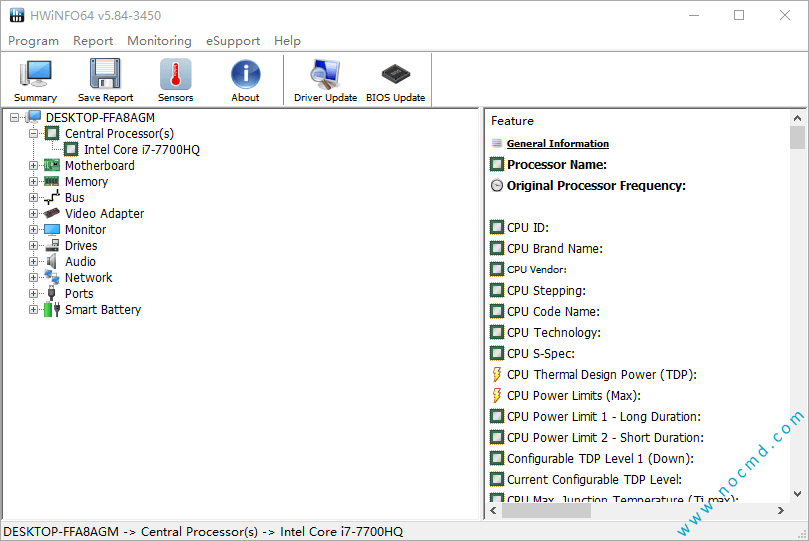 HWiNFO64 v5.84-3450
Program Report Monitoring eSupport Help
Summary Save Report Sensors About Driver Update BIOS Update
DESKTOP-FFA8AGM
Central Processor(s)
Intel Core i7-7700HQ
Motherboard
Memory
Bus
Video Adapter
Monitor
Drives
Audio
Network
Ports
Smart Battery
Feature
General Information
Processor Name:
Original Processor Frequency:
CPU ID:
CPU Brand Name:
CPU Vendor:
CPU Stepping:
CPU Code Name:
CPU Technology:
CPU S-Spec:
CPU Thermal Design Power (TDP):
CPU Power Limits (Max):
CPU Power Limit 1 - Long Duration:
CPU Power Limit 2 - Short Duration:
Configurable TDP Level 1 (Down):
Current Configurable TDP Level:
CPU Max. Junction Temperature (Tj,max):
www.nocmd.com
DESKTOP-FFA8AGM -> Central Processor(s) -> Intel Core i7-7700HQ